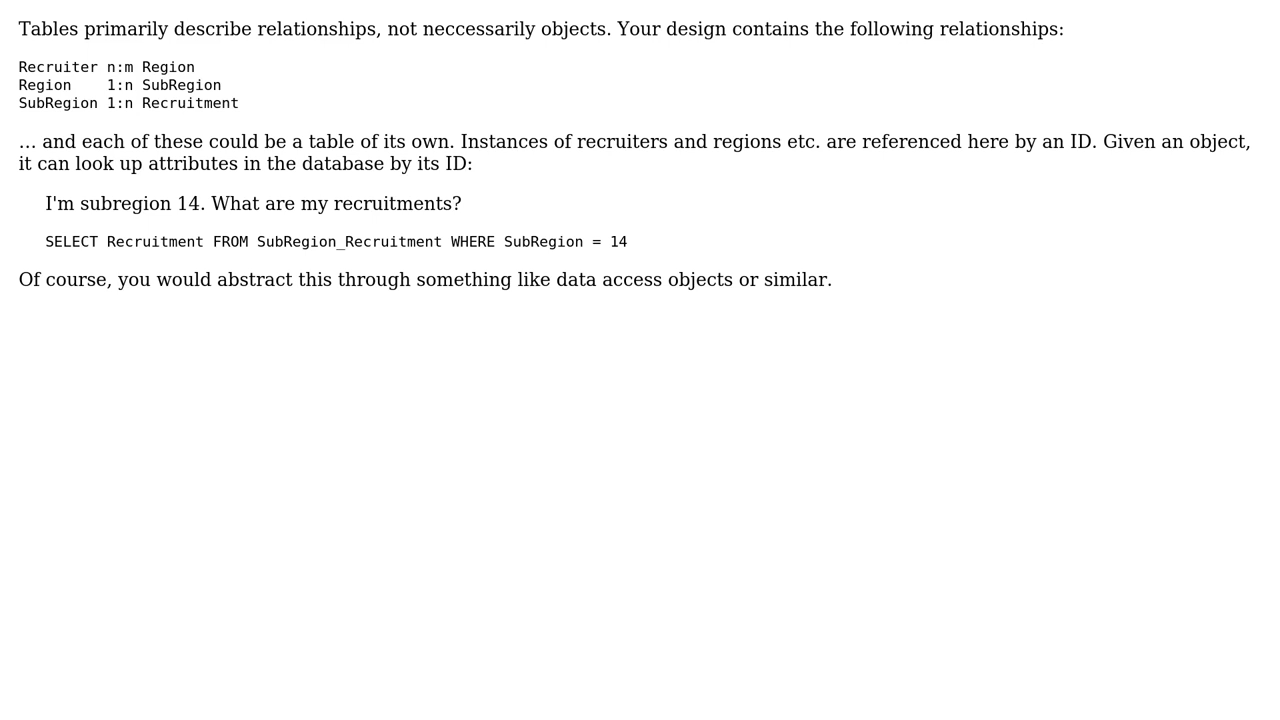 Tables primarily describe relationships, not neccessarily objects. Your design contains the following relationships:
Recruiter n:m Region
Region    1:n SubRegion
SubRegion 1:n Recruitment
… and each of these could be a table of its own. Instances of recruiters and regions etc. are referenced here by an ID. Given an object,
it can look up attributes in the database by its ID:
I'm subregion 14. What are my recruitments?
SELECT Recruitment FROM SubRegion_Recruitment WHERE SubRegion = 14
Of course, you would abstract this through something like data access objects or similar.